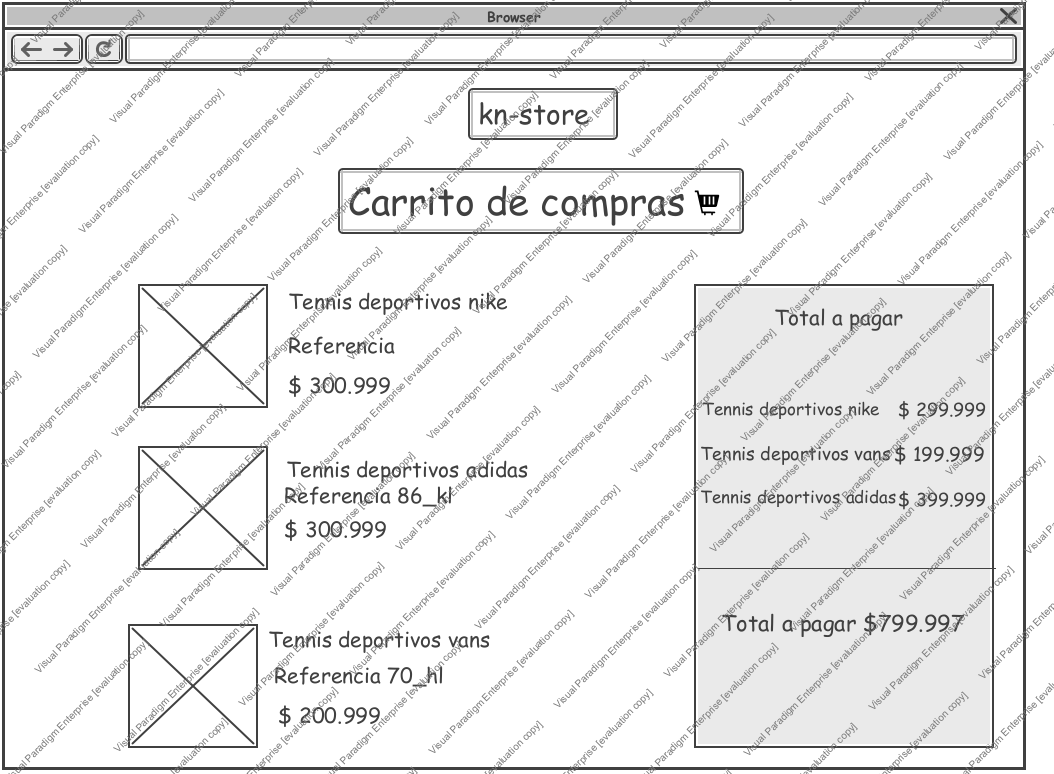 Browser
kn-store
Carrito de compras
Tennis deportivos nike
Referencia
$ 300.999
Tennis deportivos adidas
Referencia 86_kl
$ 300.999
Tennis deportivos vans
Referencia 70_hl
$ 200.999
Total a pagar
Tennis deportivos nike $ 299.999
Tennis deportivos vans $ 199.999
Tennis deportivos adidas $ 399.999
Total a pagar $799.997
Visual Paradigm Enterprise [evaluation copy]